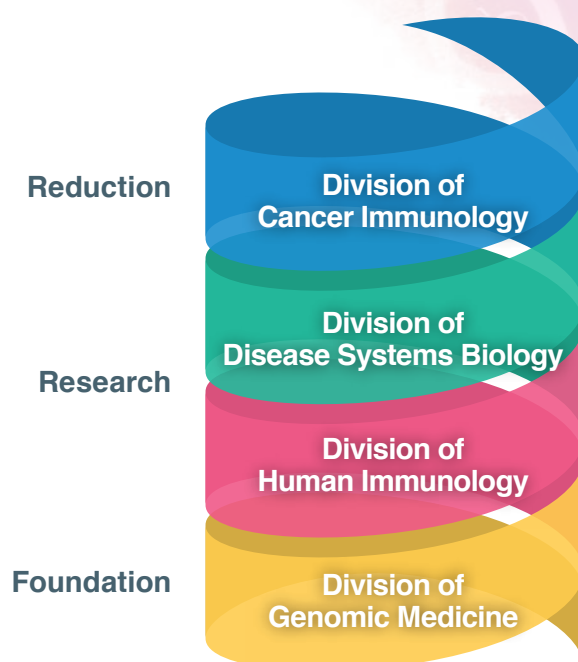 Reduction
Division of
Cancer Immunology
Division of
Disease Systems Biology
Research
Division of
Human Immunology
Foundation
Division of
Genomic Medicine